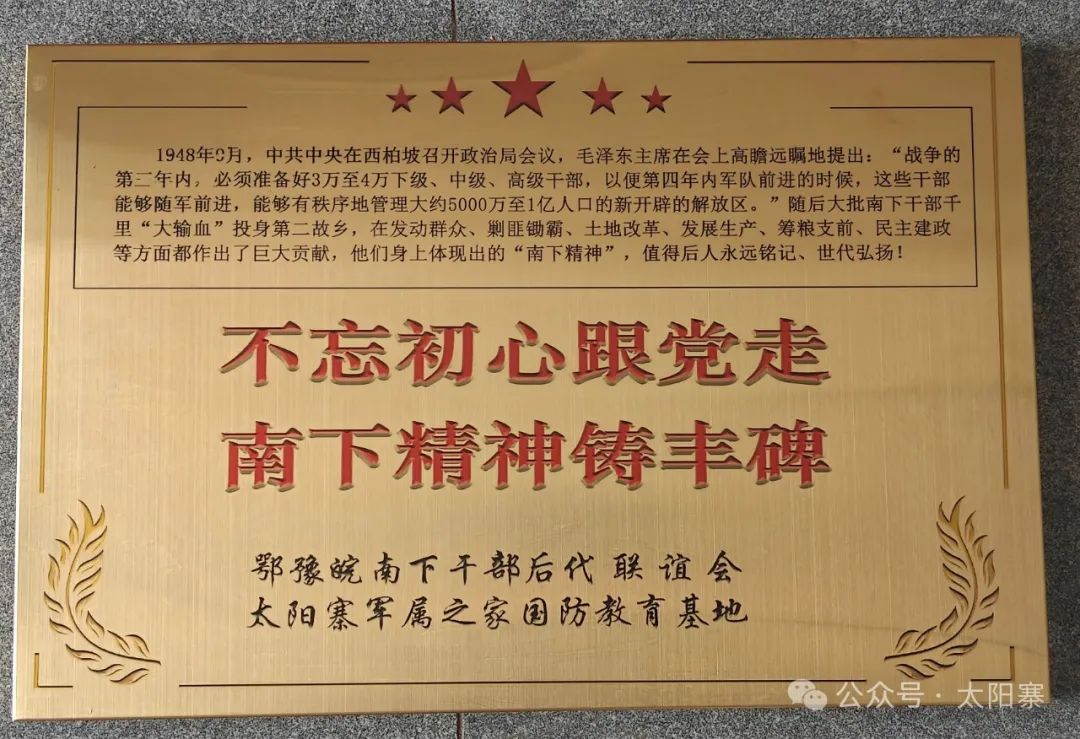 1948年9月，中共中央在西柏坡召开政治局会议，毛泽东主席在会上高瞻远瞩地提出：“战争的
第三年内，必须准备好3万至4万下级、中级、高级干部，以便第四年内军队前进的时候，这些干部
能够随军前进，能够有秩序地管理大约5000万至1亿人口的新开辟的解放区。”随后大批南下干部千
里“大输血”投身第二故乡，在发动群众、剿匪锄霸、土地改革、发展生产、筹粮支前、民主建政
等方面都作出了巨大贡献，他们身上体现出的“南下精神”，值得后人永远铭记、世代弘扬！
不忘初心跟党走
南下精神铸丰碑
鄂豫皖南下干部后代联谊会
太阳寨军属之家国防教育基地
公众号·太阳寨